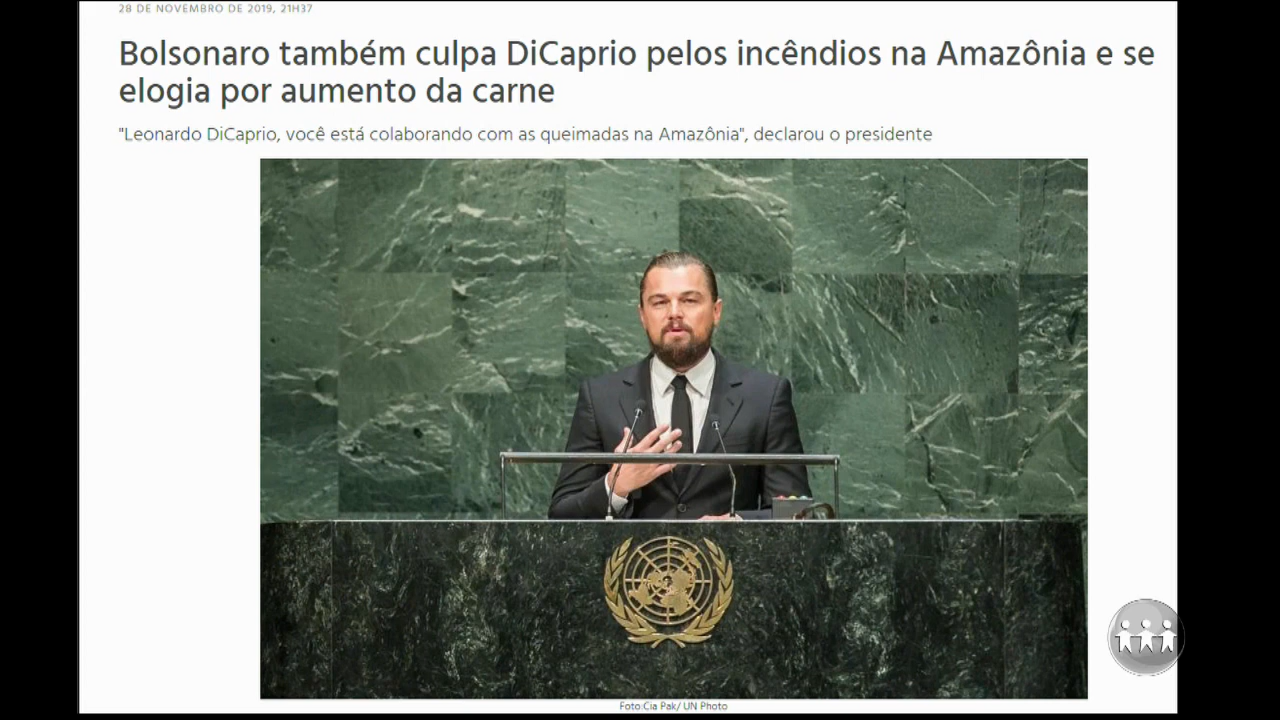 28 DE NOVEMBRO DE 2019, 21H37
Bolsonaro também culpa DiCaprio pelos incêndios na Amazônia e se
elogia por aumento da carne
"Leonardo DiCaprio, você está colaborando com as queimadas na Amazônia", declarou o presidente
Foto:Cia Pak/ UN Photo